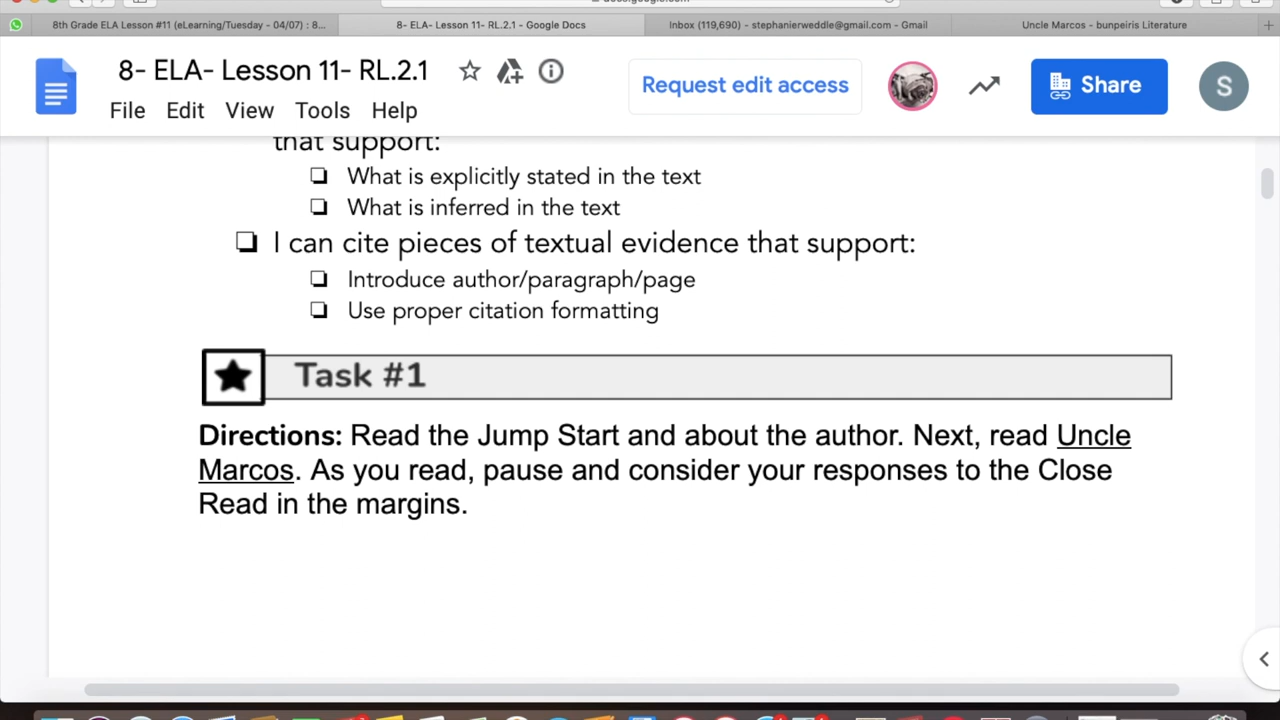 docs.google.com
8th Grade ELA Lesson #11 (eLearning/Tuesday - 04/07) : 8...
8- ELA- Lesson 11- RL.2.1 - Google Docs
Inbox (119,690) - stephanierweddle@gmail.com - Gmail
Uncle Marcos - bunpeiris Literature
8- ELA- Lesson 11- RL.2.1
Request edit access
Share
S
File Edit View Tools Help
that support:
What is explicitly stated in the text
What is inferred in the text
I can cite pieces of textual evidence that support:
Introduce author/paragraph/page
Use proper citation formatting
Task #1
Directions: Read the Jump Start and about the author. Next, read Uncle
Marcos. As you read, pause and consider your responses to the Close
Read in the margins.